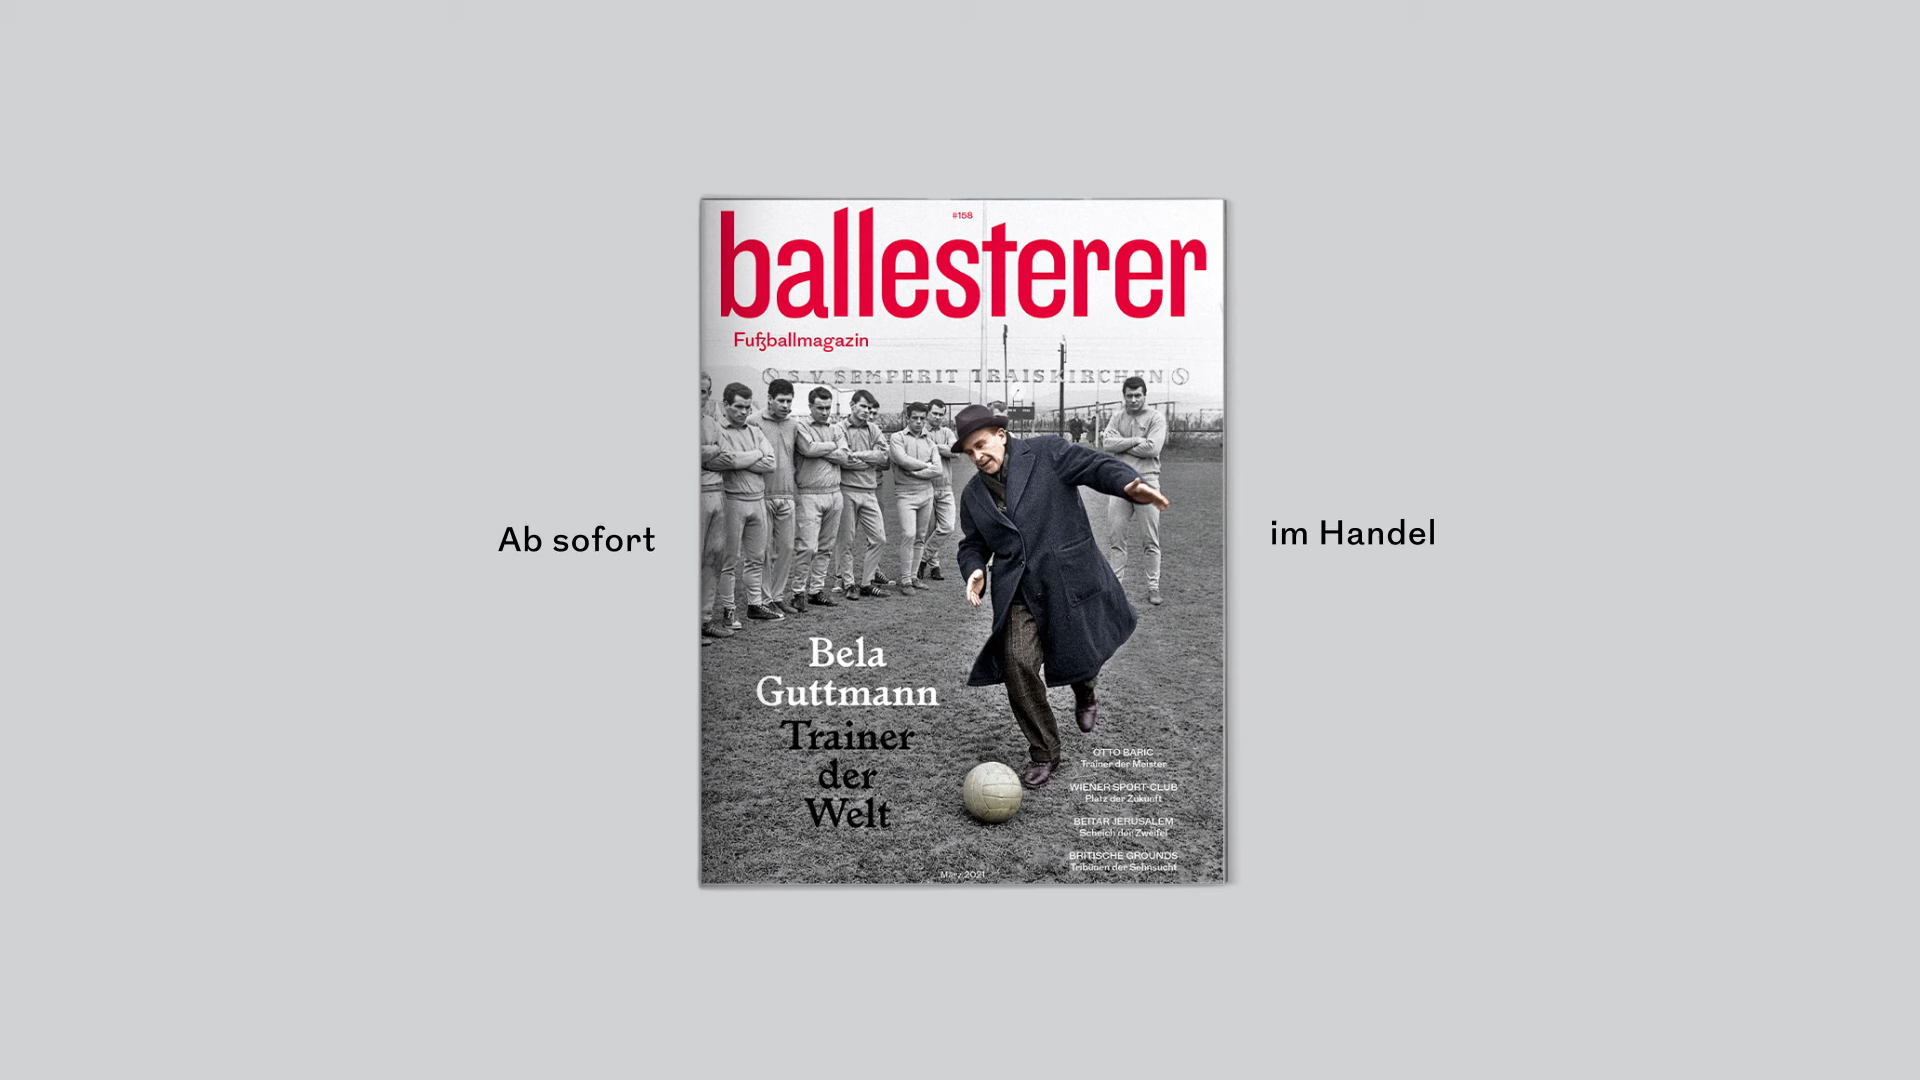 #158
ballesterer
Fußballmagazin
S.V. SEMPERIT TRAISKIRCHEN
Ab sofort
im Handel
Bela
Guttmann
Trainer
der
Welt
OTTO BARIC
Trainer der Meister
WIENER SPORT-CLUB
Platz der Zukunft
BEITAR JERUSALEM
Scheich der Zweifel
BRITISCHE GROUNDS
Tribünen der Sehnsucht
März 2021